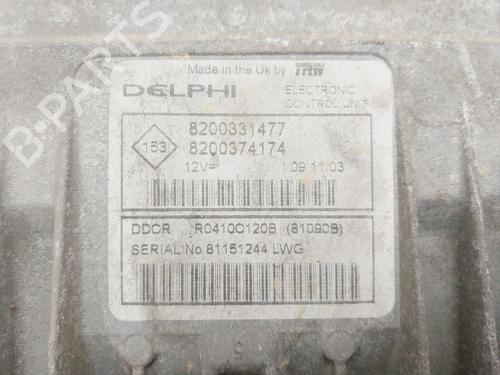 Made in the Uk by TRW
DELPHI
ELECTRONIC
CONTROL UNIT
153
8200331477
8200374174
12V= 09 11 03
DDCR R0410C120B (81090B)
SERIAL No 81151244 LWG
B-PARTS